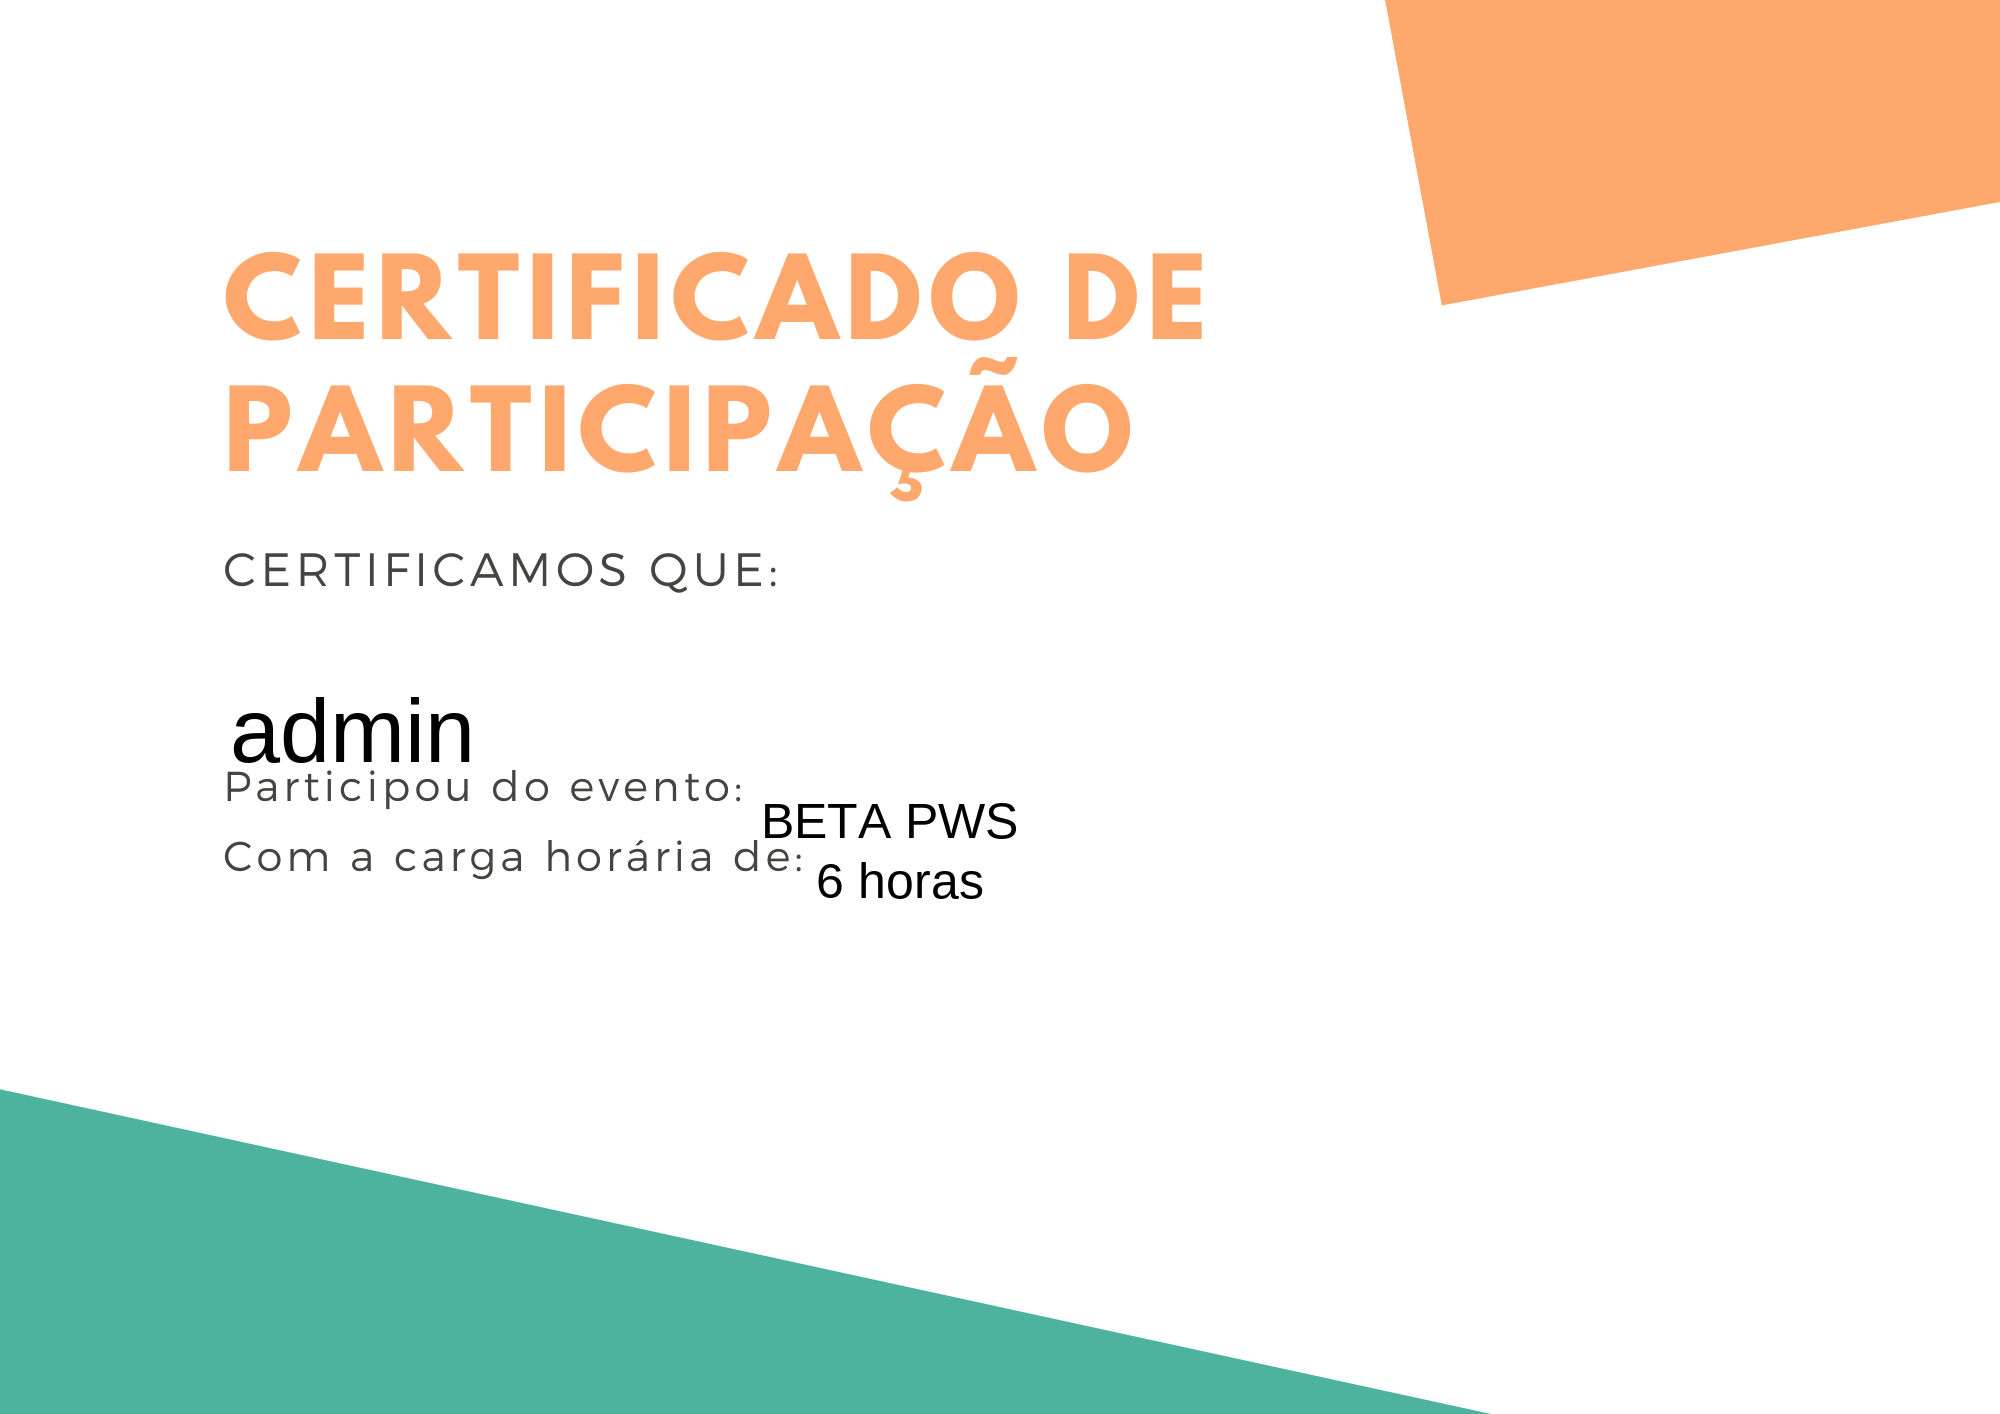 CERTIFICADO DE
PARTICIPAÇÃO
CERTIFICAMOS QUE:
admin
Participou do evento:
BETA PWS
Com a carga horária de:
6 horas